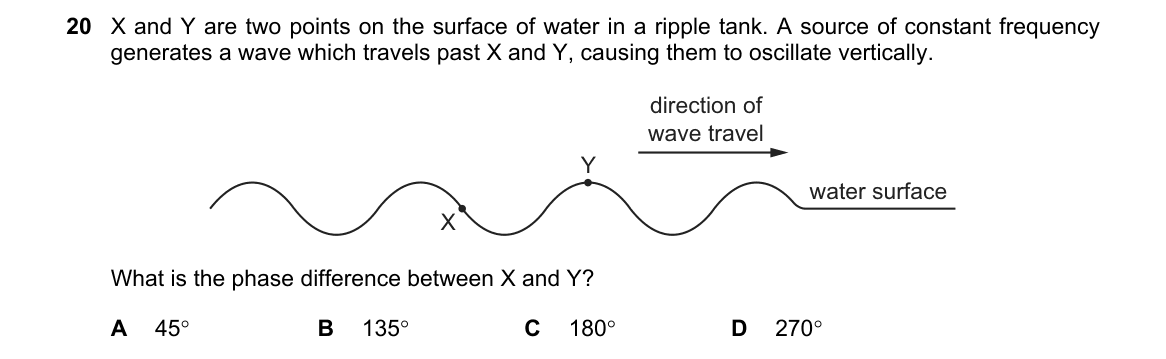 20 X and Y are two points on the surface of water in a ripple tank. A source of constant frequency
generates a wave which travels past X and Y, causing them to oscillate vertically.
direction of
wave travel
Y
water surface
X
What is the phase difference between X and Y?
A 45° B 135° C 180° D 270°